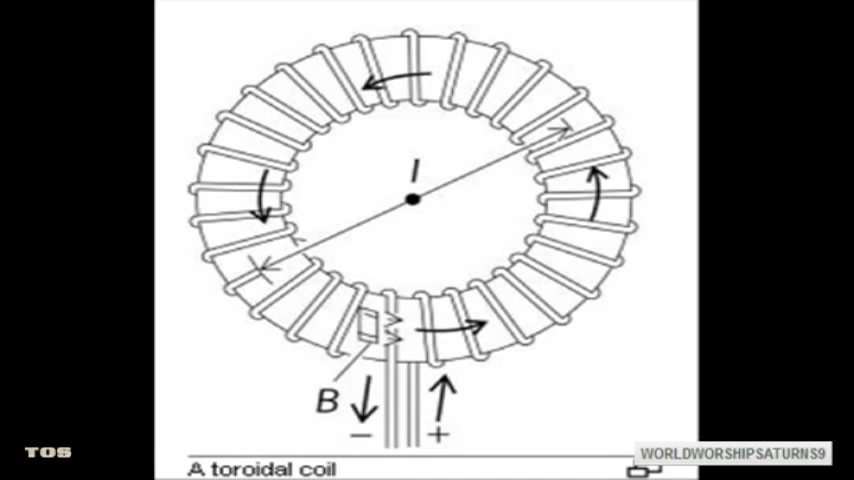 I
B
− +
A toroidal coil
TOS
WORLDWORSHIPSATURNS9